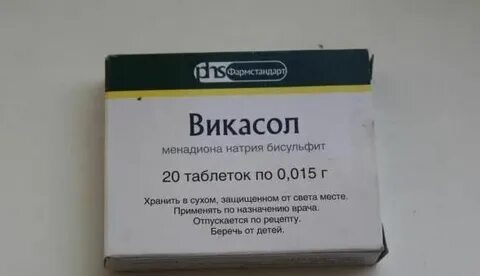 phs Фармстандарт
Викасол
менадиона натрия бисульфит
20 таблеток по 0,015 г
Хранить в сухом, защищенном от света месте.
Применять по назначению врача.
Отпускается по рецепту.
Беречь от детей.